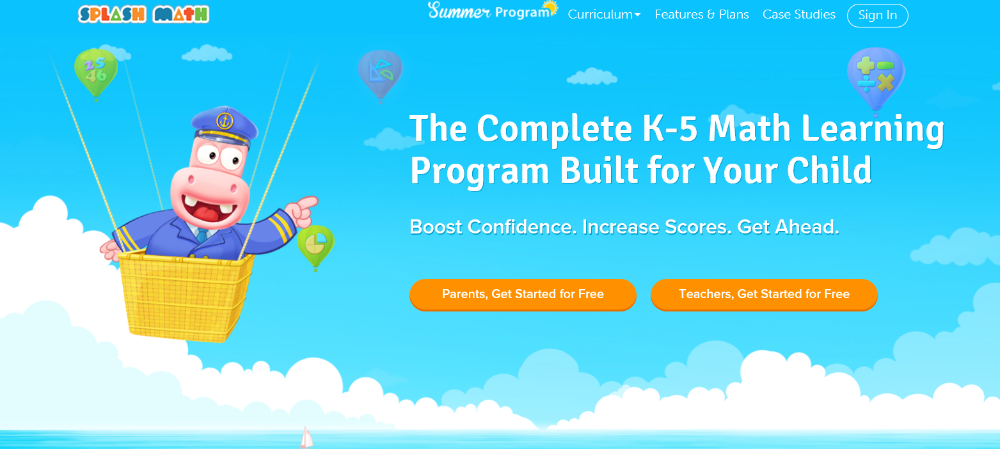 SPLASH MATH
Summer Program
Curriculum
Features & Plans
Case Studies
Sign In
25
46
The Complete K-5 Math Learning
Program Built for Your Child
Boost Confidence. Increase Scores. Get Ahead.
Parents, Get Started for Free
Teachers, Get Started for Free